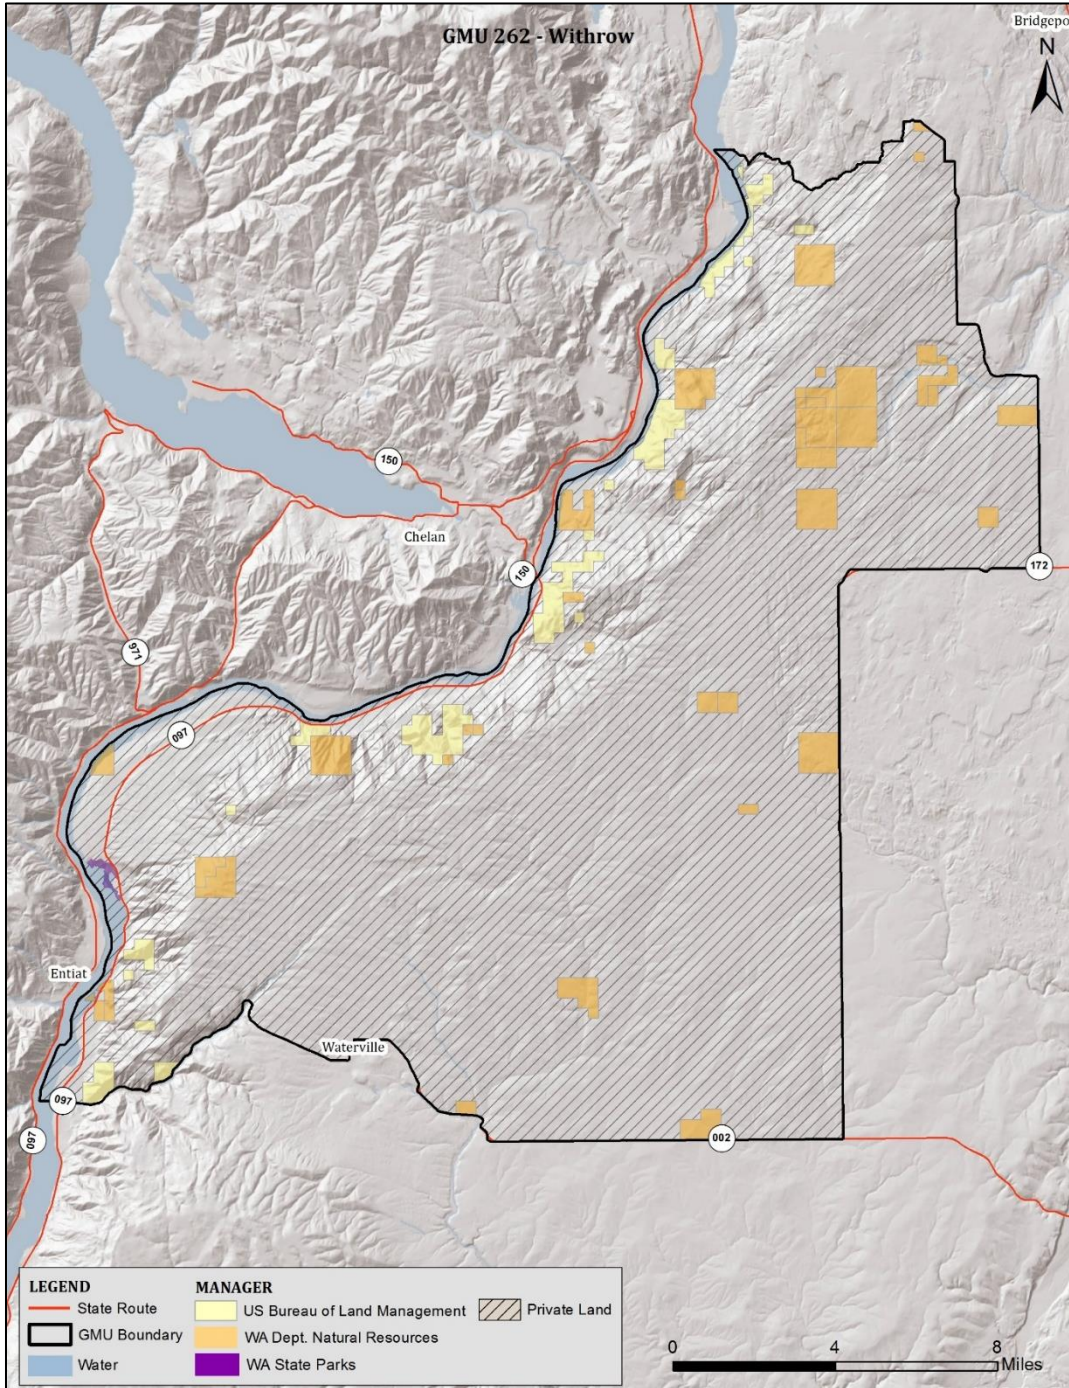 GMU 262 - Withrow
Bridgepo
N
150
Chelan
150
172
971
097
Entiat
Waterville
097
097
002
LEGEND
State Route
GMU Boundary
Water
MANAGER
US Bureau of Land Management
WA Dept. Natural Resources
WA State Parks
Private Land
0 4 8
Miles